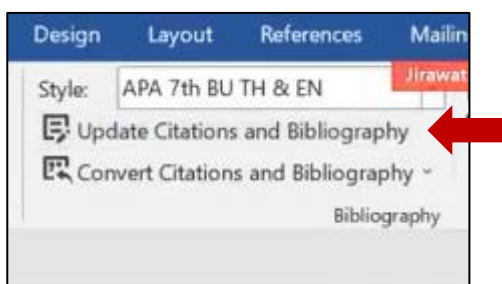 Design Layout References Mailin
Jirawat
Style: APA 7th BU TH & EN
Update Citations and Bibliography
Convert Citations and Bibliography
Bibliography